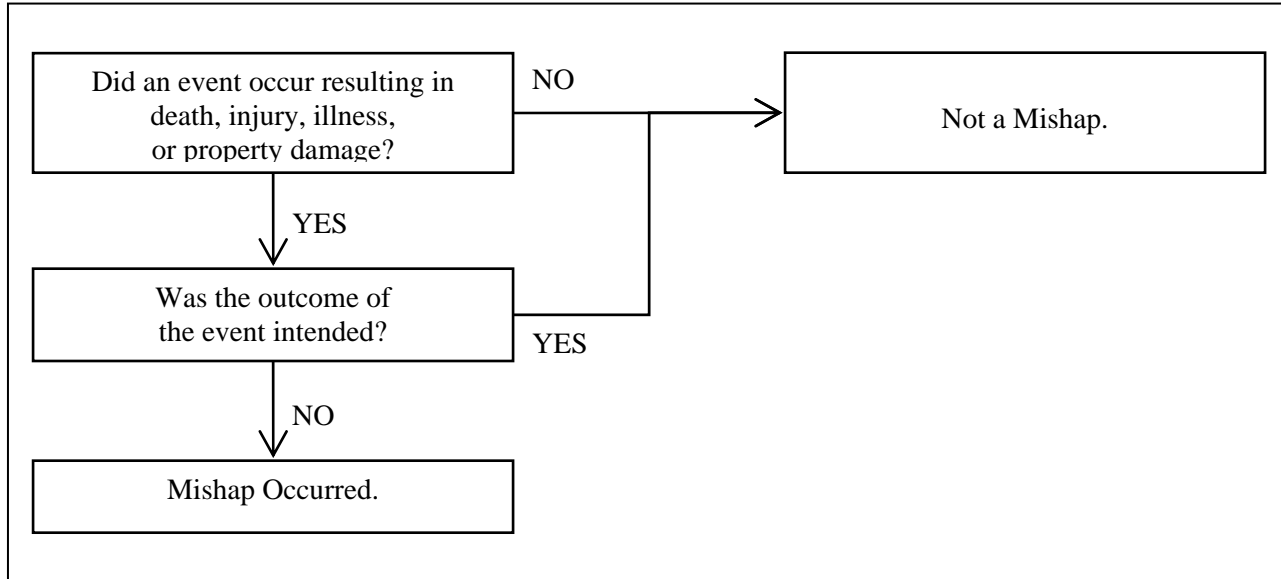 Did an event occur resulting in
death, injury, illness,
or property damage?
NO
Not a Mishap.
YES
Was the outcome of
the event intended?
YES
NO
Mishap Occurred.